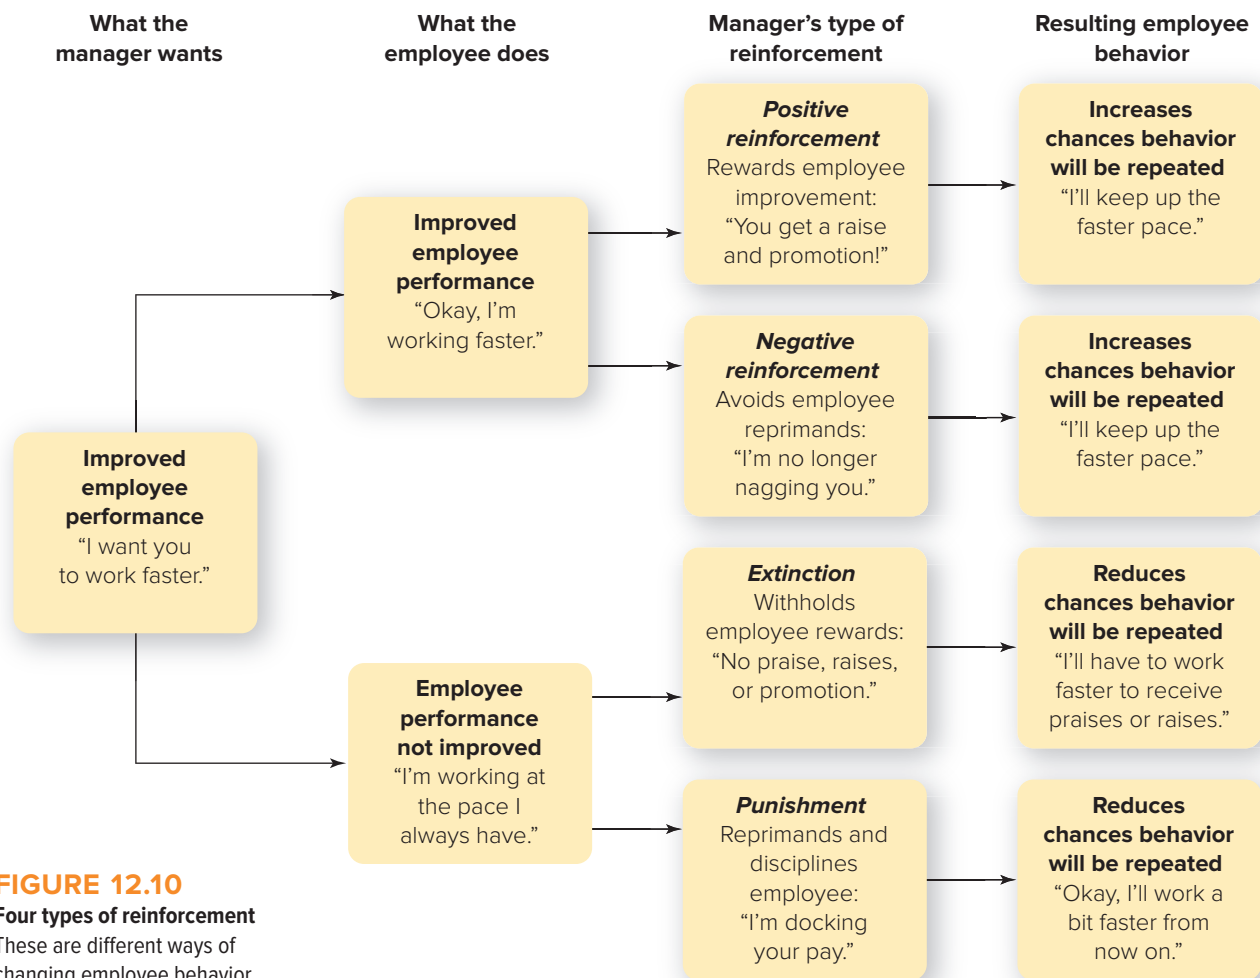 What the
manager wants
What the
employee does
Manager’s type of
reinforcement
Resulting employee
behavior
Improved
employee
performance
“I want you
to work faster.”
Improved
employee
performance
“Okay, I’m
working faster.”
Employee
performance
not improved
“I’m working at
the pace I
always have.”
Positive
reinforcement
Rewards employee
improvement:
“You get a raise
and promotion!”
Increases
chances behavior
will be repeated
“I’ll keep up the
faster pace.”
Negative
reinforcement
Avoids employee
reprimands:
“I’m no longer
nagging you.”
Increases
chances behavior
will be repeated
“I’ll keep up the
faster pace.”
Extinction
Withholds
employee rewards:
“No praise, raises,
or promotion.”
Reduces
chances behavior
will be repeated
“I’ll have to work
faster to receive
praises or raises.”
Punishment
Reprimands and
disciplines
employee:
“I’m docking
your pay.”
Reduces
chances behavior
will be repeated
“Okay, I’ll work a
bit faster from
now on.”
FIGURE 12.10
Four types of reinforcement
These are different ways of
changing employee behavior